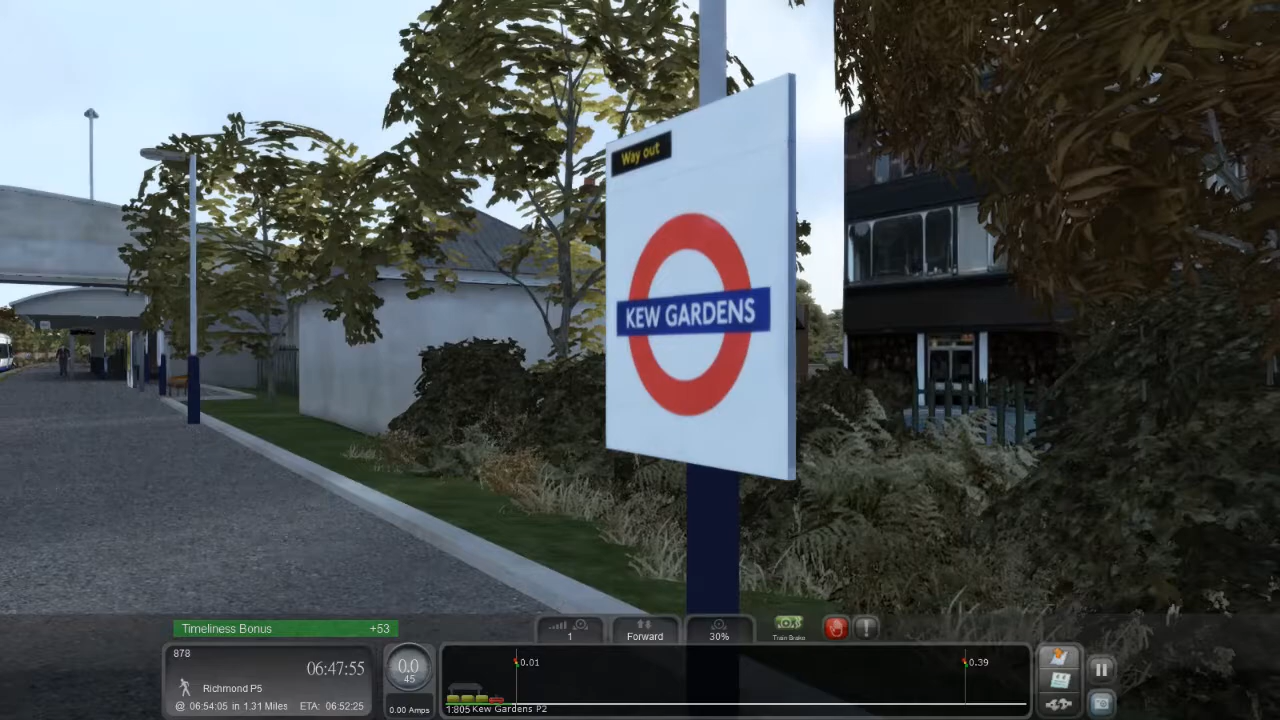 Way out
KEW GARDENS
Timeliness Bonus +53
1
Forward
30%
Train Brake
878
06:47:55
Richmond P5
@ 06:54:05 in 1.31 Miles ETA: 06:52:25
0.0
45
0.00 Amps
0.01
0.39
1:805 Kew Gardens P2